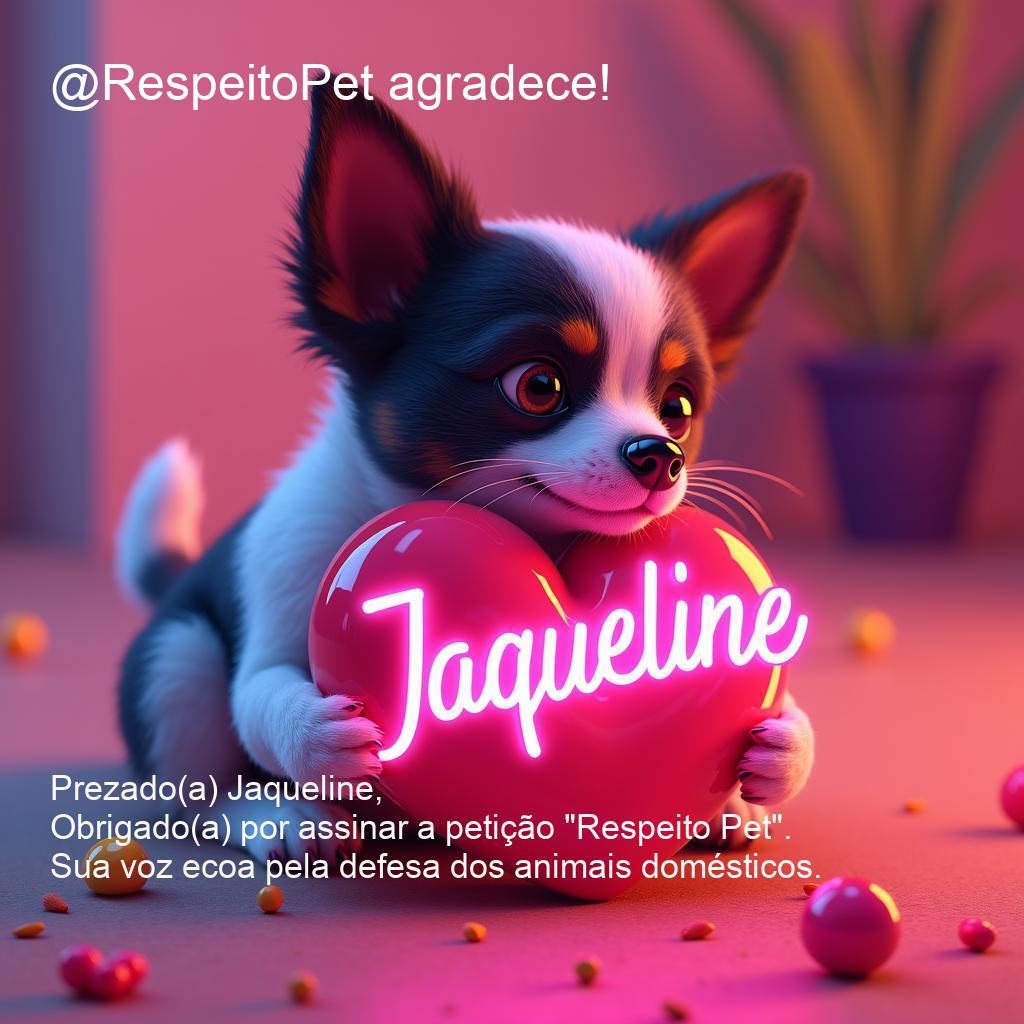 @RespeitoPet agradece!
Jaqueline
Prezado(a) Jaqueline,
Obrigado(a) por assinar a petição "Respeito Pet".
Sua voz ecoa pela defesa dos animais domésticos.